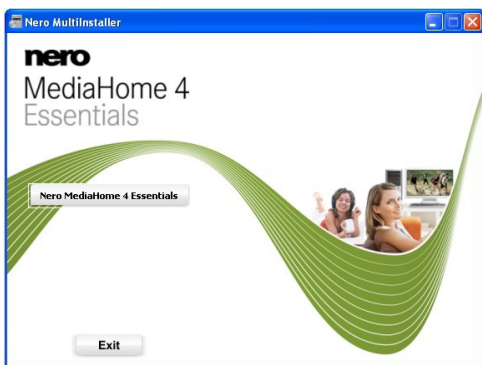 Nero MultiInstaller
nero
MediaHome 4
Essentials
Nero MediaHome 4 Essentials
Exit